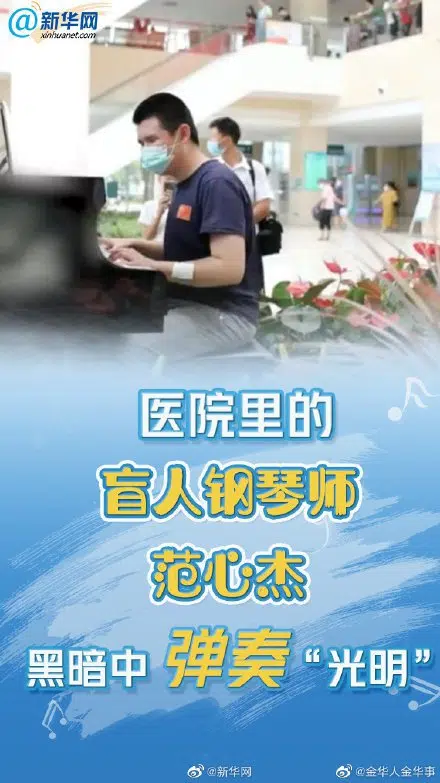 @新华网
xinhuanet.com
医院里的
盲人钢琴师
范心杰
黑暗中弹奏“光明”
@新华网
@金华人金华事